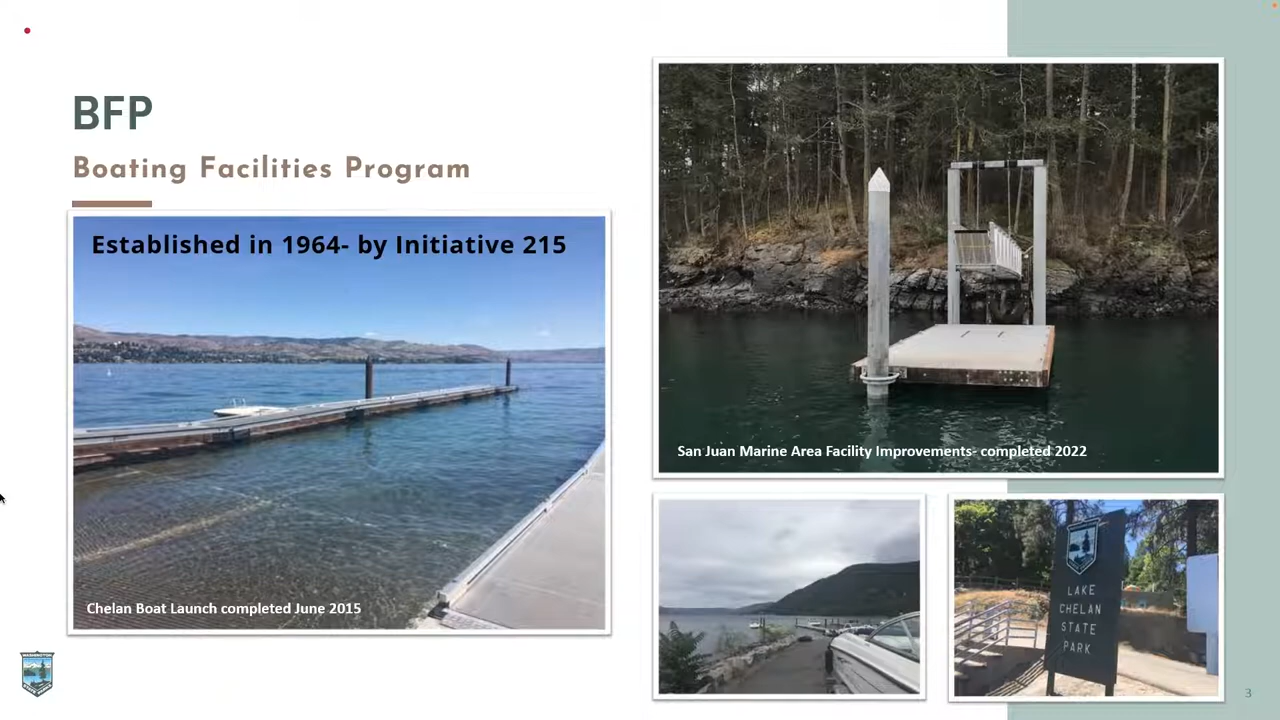 BFP
Boating Facilities Program
Established in 1964- by Initiative 215
Chelan Boat Launch completed June 2015
San Juan Marine Area Facility Improvements- completed 2022
LAKE
CHELAN
STATE
PARK
3